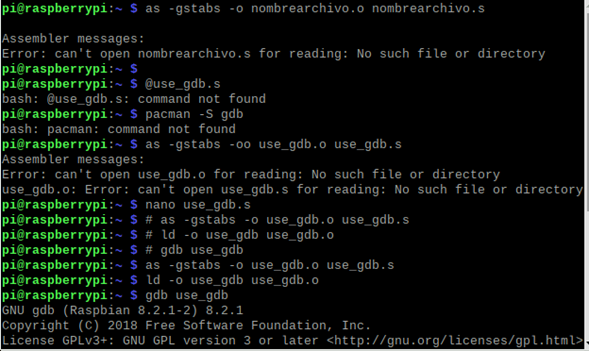 pi@raspberrypi:~ $ as -gstabs -o nombrearchivo.o nombrearchivo.s
Assembler messages:
Error: can't open nombrearchivo.s for reading: No such file or directory
pi@raspberrypi:~ $
pi@raspberrypi:~ $ @use_gdb.s
bash: @use_gdb.s: command not found
pi@raspberrypi:~ $ pacman -S gdb
bash: pacman: command not found
pi@raspberrypi:~ $ as -gstabs -oo use_gdb.o use_gdb.s
Assembler messages:
Error: can't open use_gdb.o for reading: No such file or directory
use_gdb.o: Error: can't open use_gdb.s for reading: No such file or directory
pi@raspberrypi:~ $ nano use_gdb.s
pi@raspberrypi:~ $ # as -gstabs -o use_gdb.o use_gdb.s
pi@raspberrypi:~ $ # ld -o use_gdb use_gdb.o
pi@raspberrypi:~ $ # gdb use_gdb
pi@raspberrypi:~ $ as -gstabs -o use_gdb.o use_gdb.s
pi@raspberrypi:~ $ ld -o use_gdb use_gdb.o
pi@raspberrypi:~ $ gdb use_gdb
GNU gdb (Raspbian 8.2.1-2) 8.2.1
Copyright (C) 2018 Free Software Foundation, Inc.
License GPLv3+: GNU GPL version 3 or later <http://gnu.org/licenses/gpl.html>